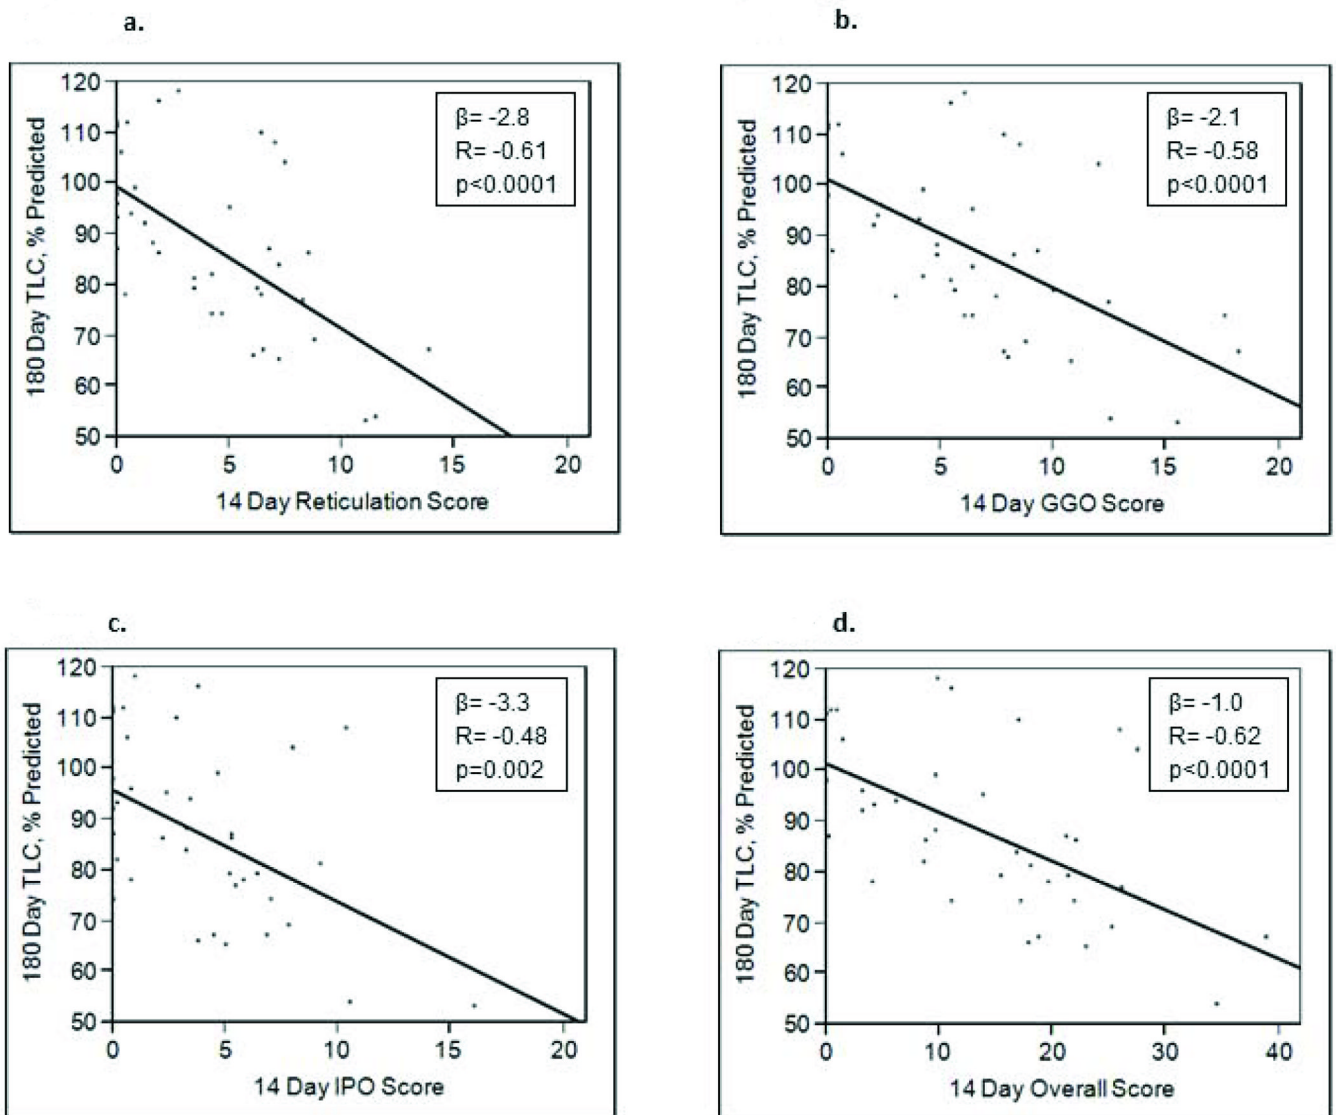 a.
120
110
100
90
80
70
60
50
180 Day TLC, % Predicted
β= -2.8
R= -0.61
p<0.0001
0 5 10 15 20
14 Day Reticulation Score
b.
120
110
100
90
80
70
60
50
180 Day TLC, % Predicted
β= -2.1
R= -0.58
p<0.0001
0 5 10 15 20
14 Day GGO Score
c.
120
110
100
90
80
70
60
50
180 Day TLC, % Predicted
β= -3.3
R= -0.48
p=0.002
0 5 10 15 20
14 Day IPO Score
d.
120
110
100
90
80
70
60
50
180 Day TLC, % Predicted
β= -1.0
R= -0.62
p<0.0001
0 10 20 30 40
14 Day Overall Score